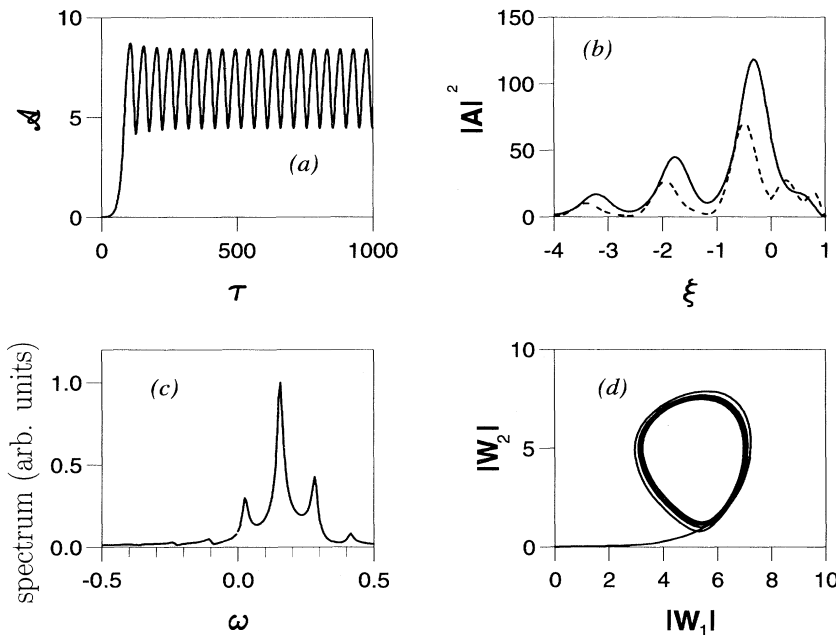 10
5
0
𝒜
(a)
0
500
1000
τ
150
100
50
0
|A|²
(b)
-4
-3
-2
-1
0
1
ξ
1.0
0.5
0.0
spectrum (arb. units)
(c)
-0.5
0.0
0.5
ω
10
5
0
|W₂|
(d)
0
2
4
6
8
10
|W₁|